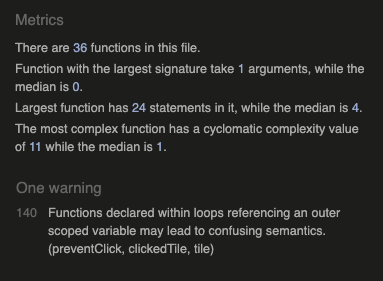 Metrics
There are 36 functions in this file.
Function with the largest signature take 1 arguments, while the
median is 0.
Largest function has 24 statements in it, while the median is 4.
The most complex function has a cyclomatic complexity value
of 11 while the median is 1.
One warning
140 Functions declared within loops referencing an outer
scoped variable may lead to confusing semantics.
(preventClick, clickedTile, tile)